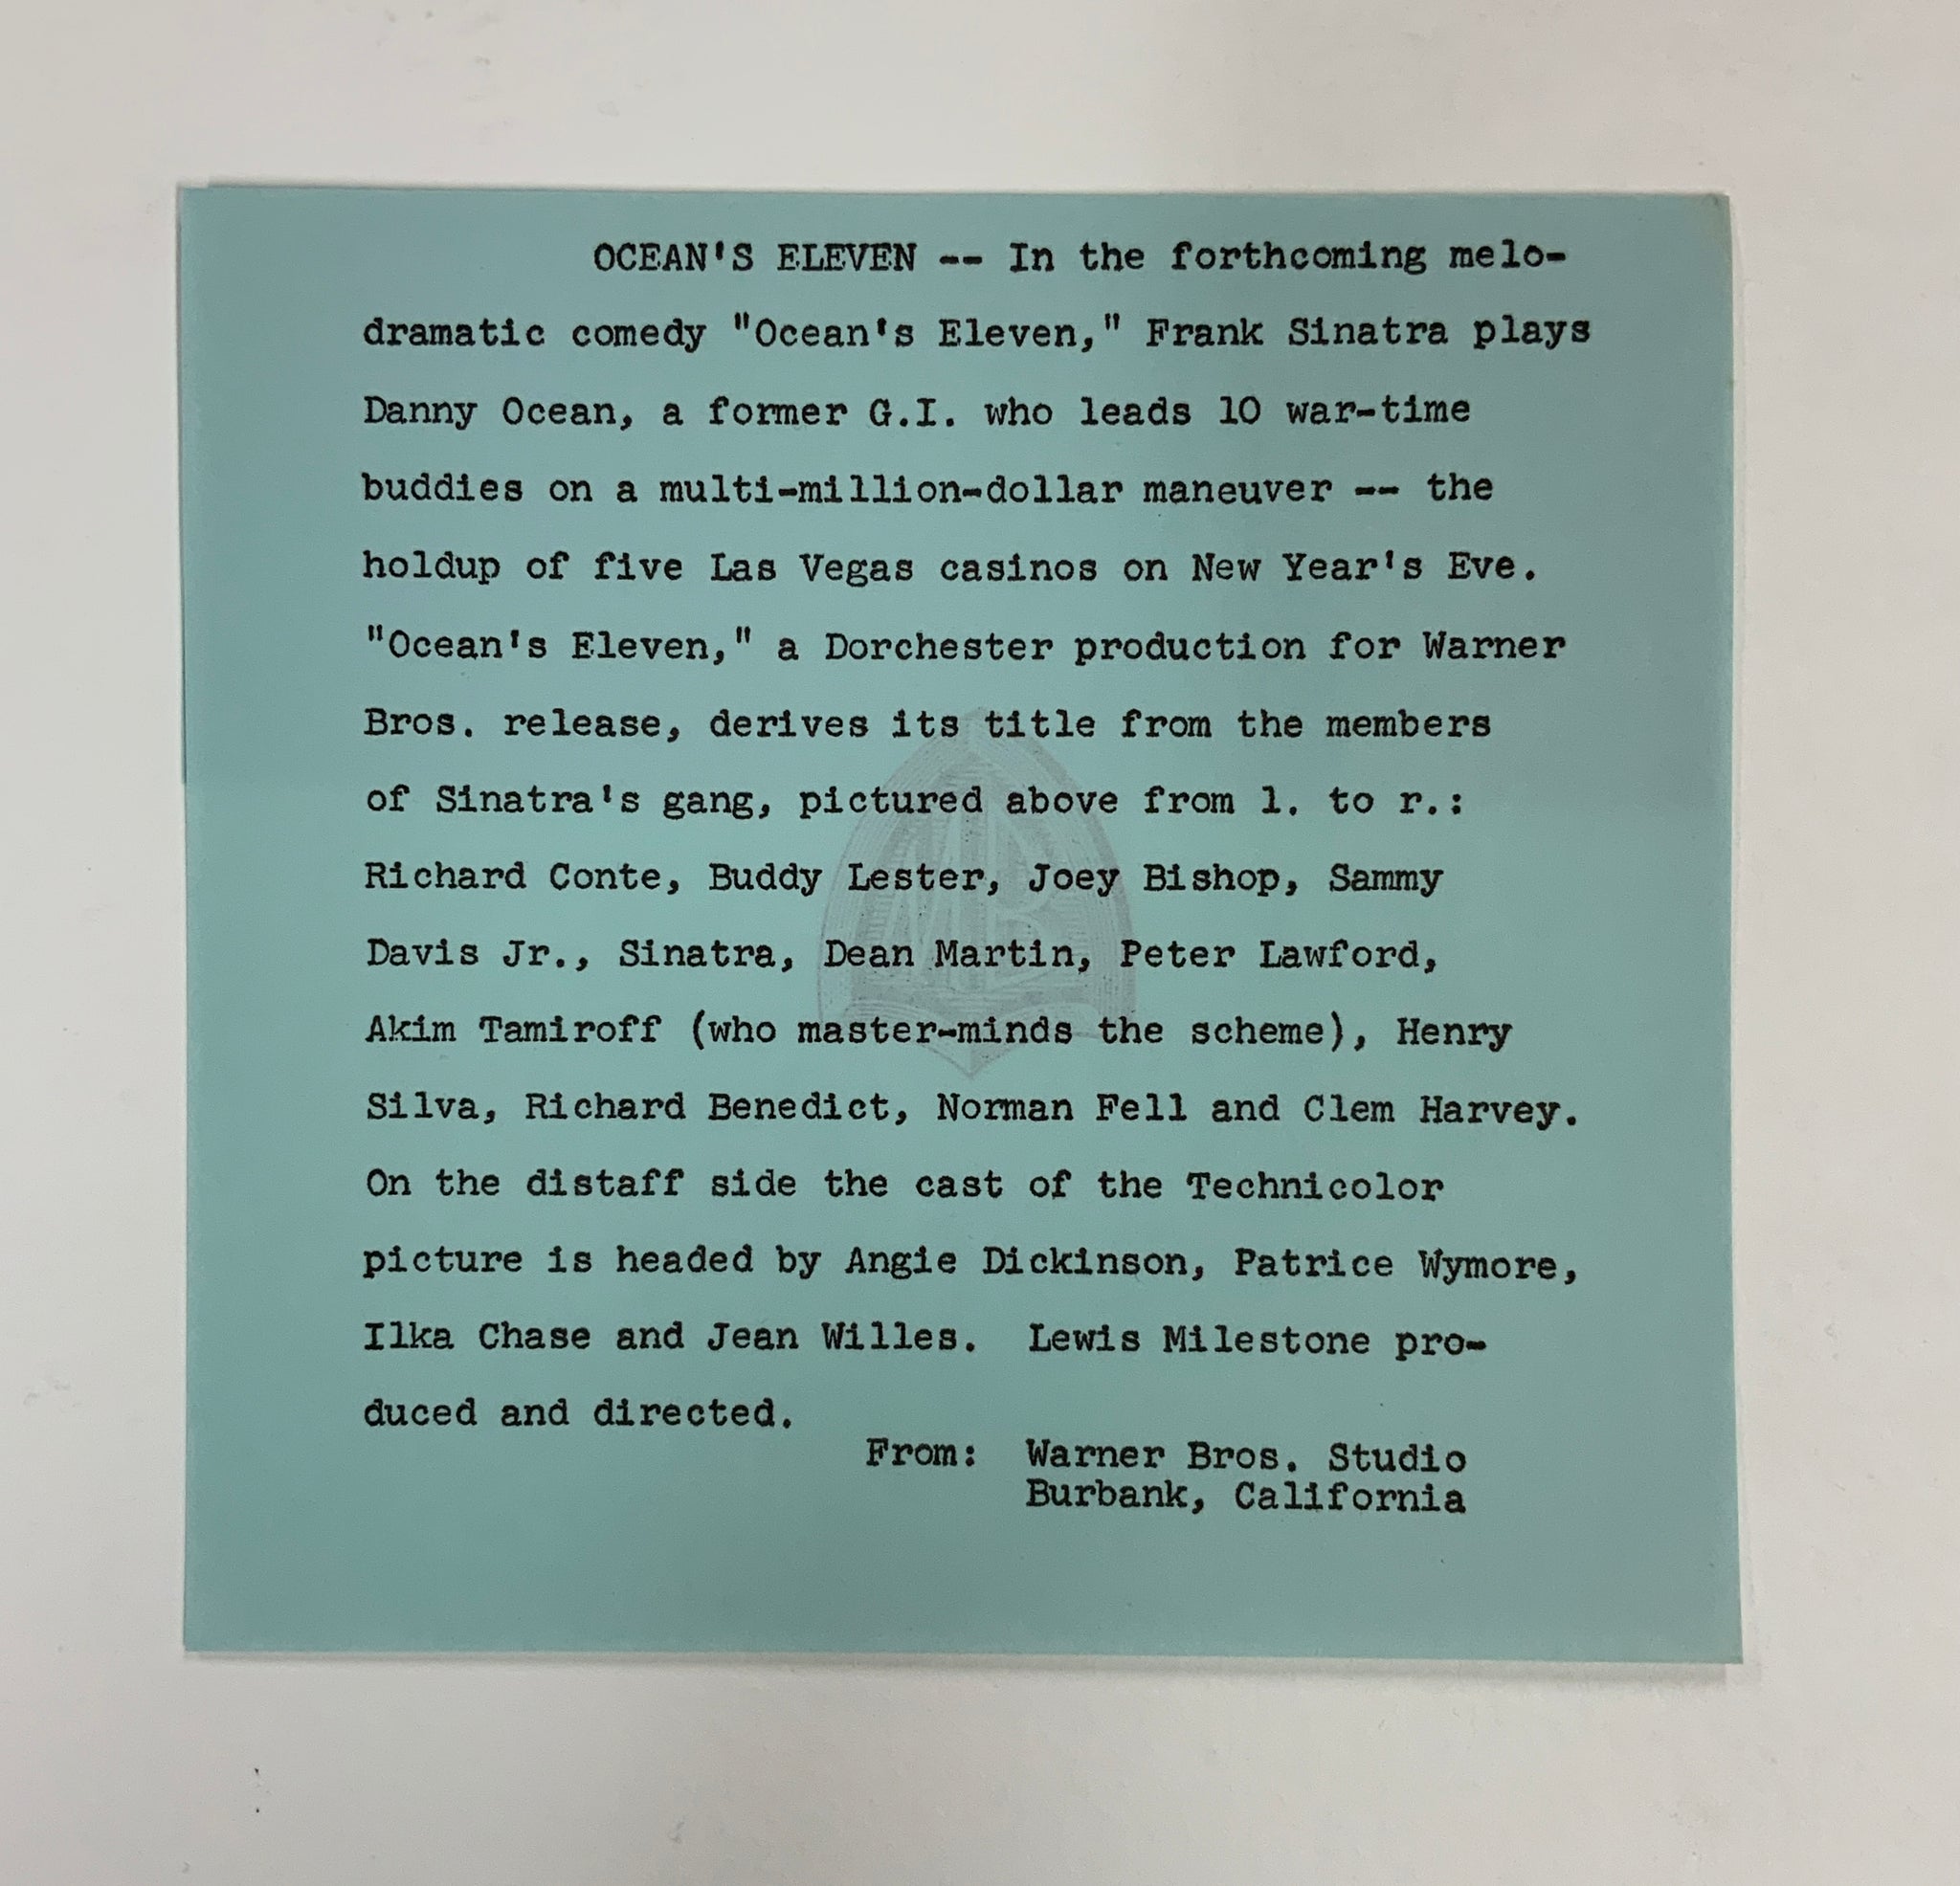 OCEAN'S ELEVEN -- In the forthcoming melo-
dramatic comedy "Ocean's Eleven," Frank Sinatra plays
Danny Ocean, a former G.I. who leads 10 war-time
buddies on a multi-million-dollar maneuver -- the
holdup of five Las Vegas casinos on New Year's Eve.
"Ocean's Eleven," a Dorchester production for Warner
Bros. release, derives its title from the members
of Sinatra's gang, pictured above from l. to r.:
Richard Conte, Buddy Lester, Joey Bishop, Sammy
Davis Jr., Sinatra, Dean Martin, Peter Lawford,
Akim Tamiroff (who master-minds the scheme), Henry
Silva, Richard Benedict, Norman Fell and Clem Harvey.
On the distaff side the cast of the Technicolor
picture is headed by Angie Dickinson, Patrice Wymore,
Ilka Chase and Jean Willes.  Lewis Milestone pro-
duced and directed.
From:  Warner Bros. Studio
Burbank, California